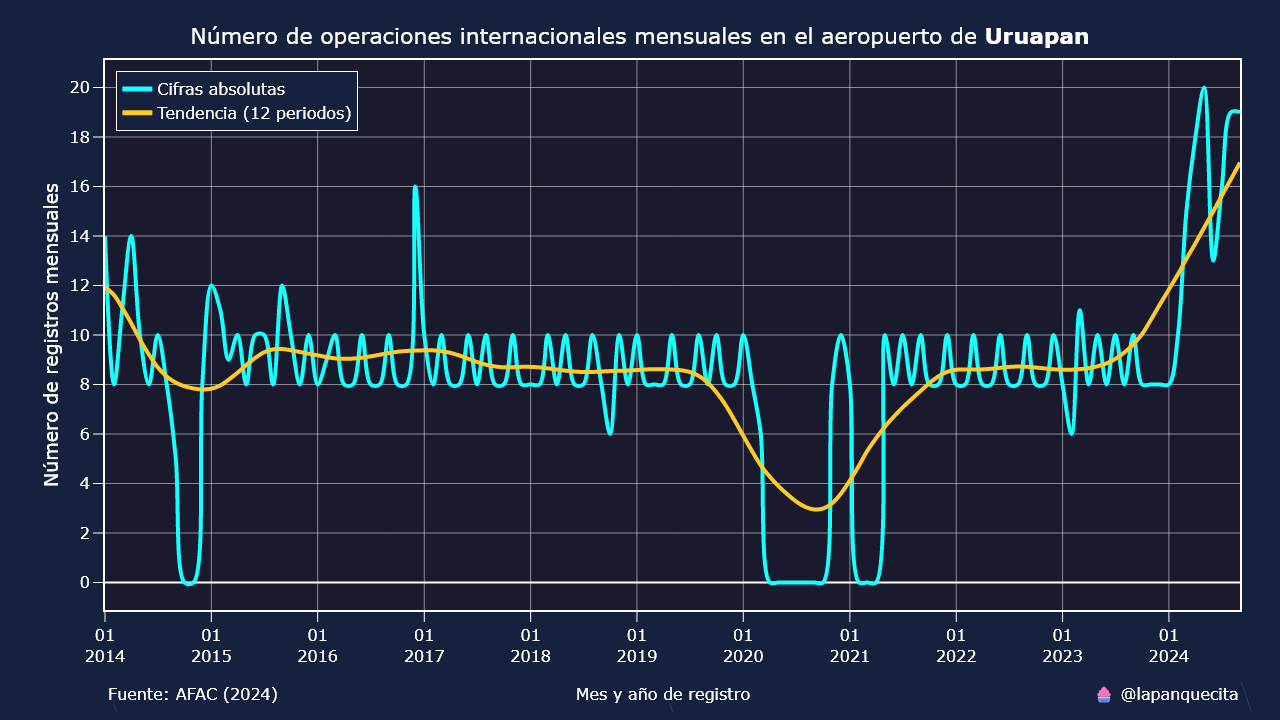 Número de operaciones internacionales mensuales en el aeropuerto de Uruapan
Cifras absolutas
Tendencia (12 periodos)
Número de registros mensuales
20
18
16
14
12
10
8
6
4
2
0
01 01 01 01 01 01 01 01 01 01 01
2014 2015 2016 2017 2018 2019 2020 2021 2022 2023 2024
Fuente: AFAC (2024) Mes y año de registro @lapanquecita